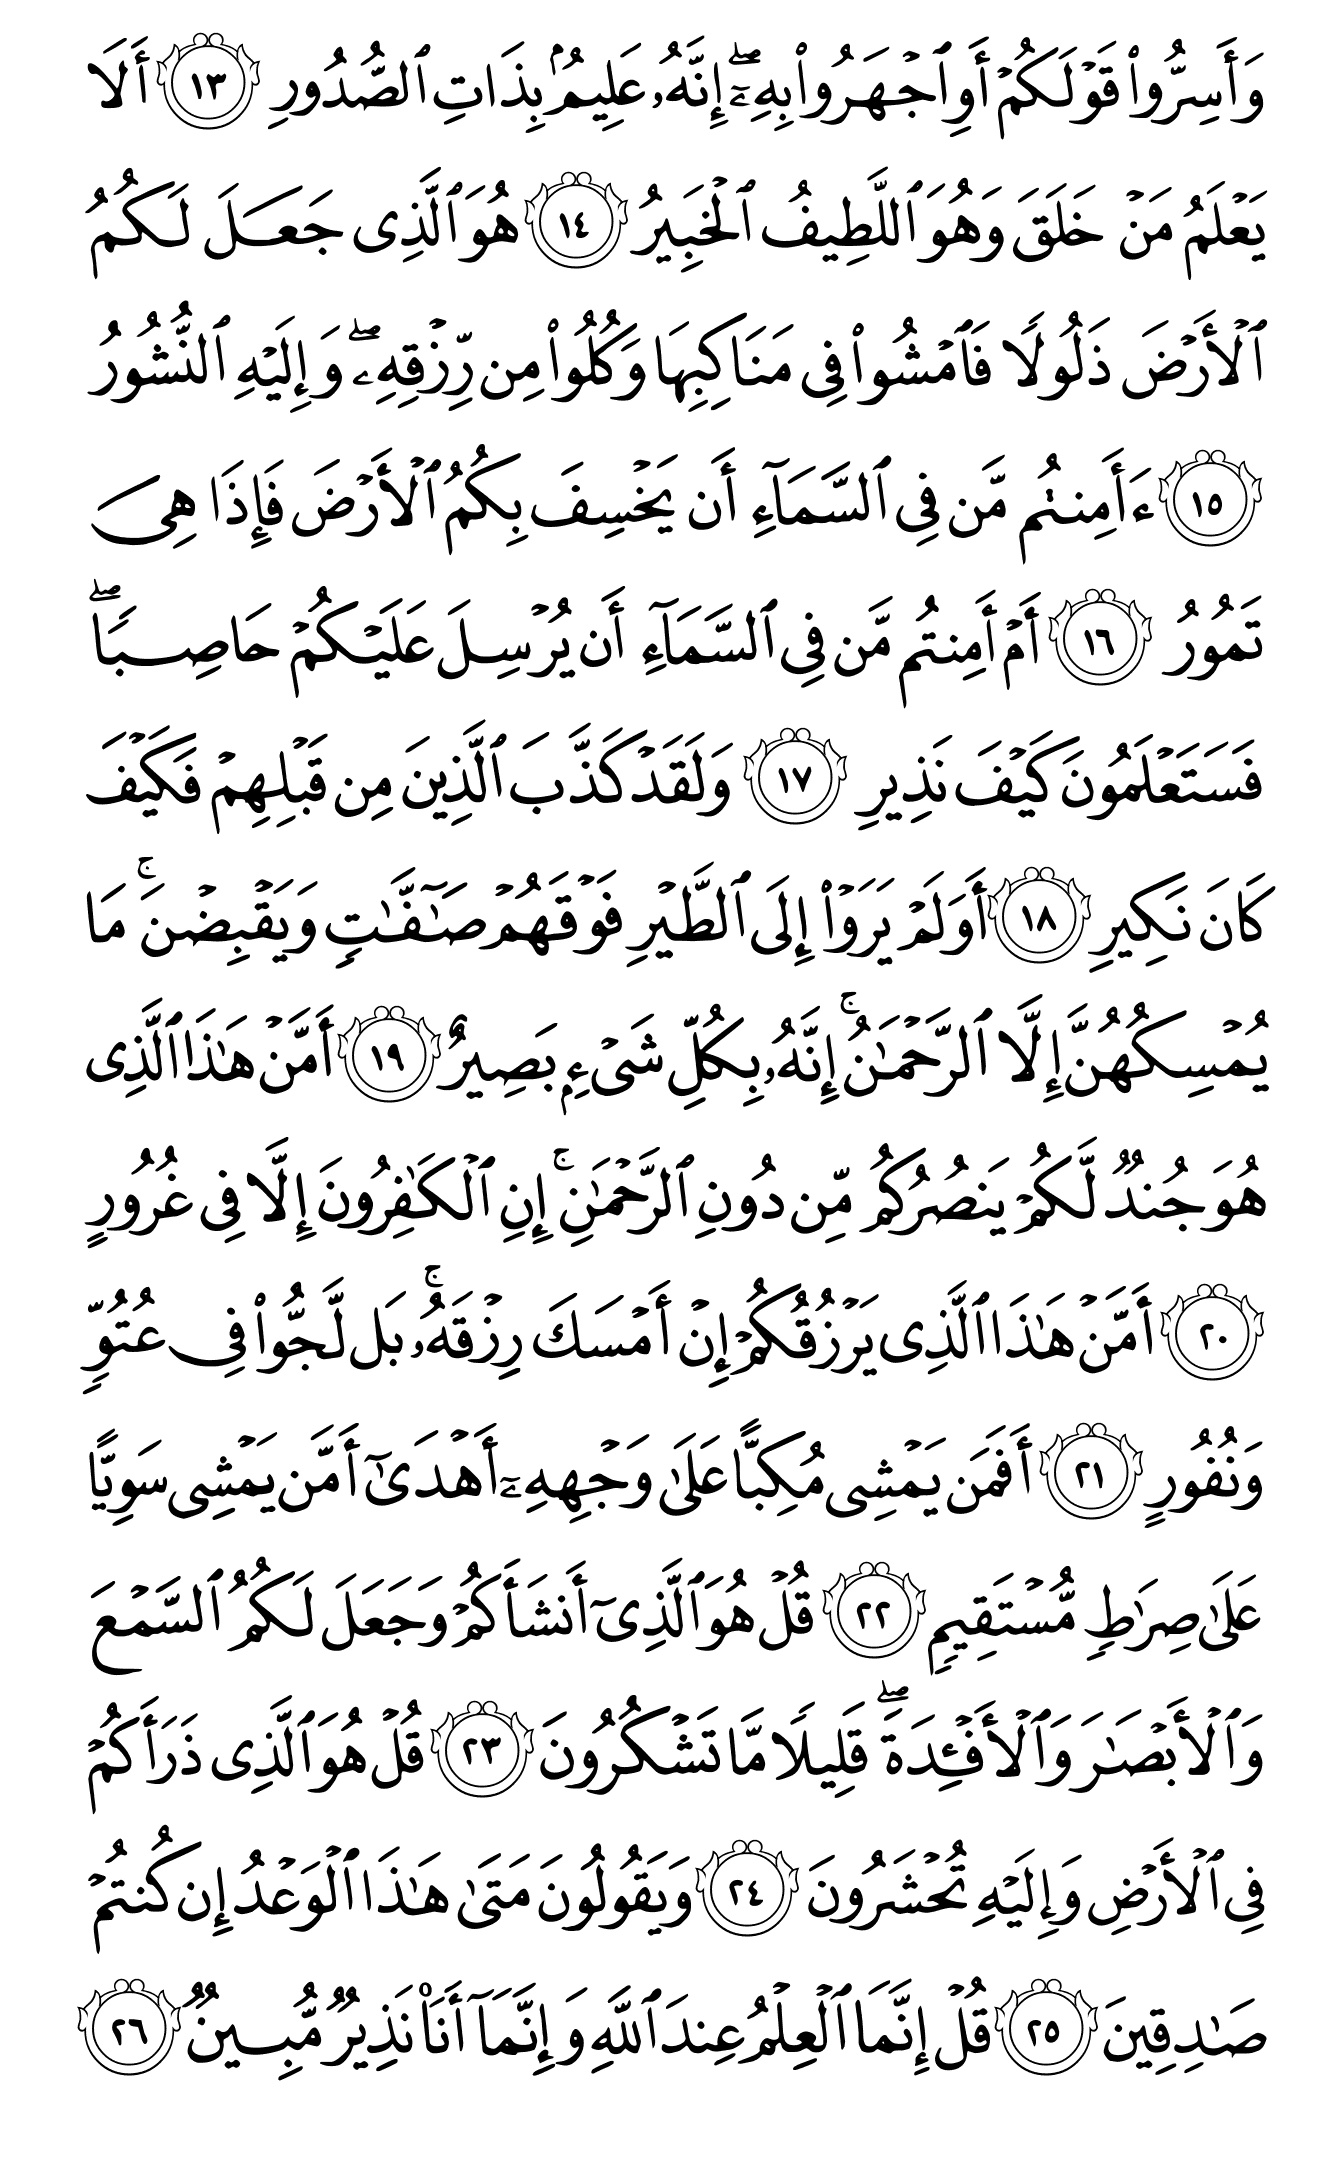 وَأَسِرُّوا۟ قَوْلَكُمْ أَوِ ٱجْهَرُوا۟ بِهِۦٓ ۖ إِنَّهُۥ عَلِيمٌۢ بِذَاتِ ٱلصُّدُورِ ١٣ أَلَا
يَعْلَمُ مَنْ خَلَقَ وَهُوَ ٱللَّطِيفُ ٱلْخَبِيرُ ١٤ هُوَ ٱلَّذِى جَعَلَ لَكُمُ
ٱلْأَرْضَ ذَلُولًا فَٱمْشُوا۟ فِى مَنَاكِبِهَا وَكُلُوا۟ مِن رِّزْقِهِۦ ۖ وَإِلَيْهِ ٱلنُّشُورُ
١٥ ءَأَمِنتُم مَّن فِى ٱلسَّمَآءِ أَن يَخْسِفَ بِكُمُ ٱلْأَرْضَ فَإِذَا هِىَ
تَمُورُ ١٦ أَمْ أَمِنتُم مَّن فِى ٱلسَّمَآءِ أَن يُرْسِلَ عَلَيْكُمْ حَاصِبًا ۖ
فَسَتَعْلَمُونَ كَيْفَ نَذِيرِ ١٧ وَلَقَدْ كَذَّبَ ٱلَّذِينَ مِن قَبْلِهِمْ فَكَيْفَ
كَانَ نَكِيرِ ١٨ أَوَلَمْ يَرَوْا۟ إِلَى ٱلطَّيْرِ فَوْقَهُمْ صَـٰٓفَّـٰتٍ وَيَقْبِضْنَ ۚ مَا
يُمْسِكُهُنَّ إِلَّا ٱلرَّحْمَـٰنُ ۚ إِنَّهُۥ بِكُلِّ شَىْءٍۭ بَصِيرٌ ١٩ أَمَّنْ هَـٰذَا ٱلَّذِى
هُوَ جُندٌ لَّكُمْ يَنصُرُكُم مِّن دُونِ ٱلرَّحْمَـٰنِ ۚ إِنِ ٱلْكَـٰفِرُونَ إِلَّا فِى غُرُورٍ
٢٠ أَمَّنْ هَـٰذَا ٱلَّذِى يَرْزُقُكُمْ إِنْ أَمْسَكَ رِزْقَهُۥ ۚ بَل لَّجُّوا۟ فِى عُتُوٍّ
وَنُفُورٍ ٢١ أَفَمَن يَمْشِى مُكِبًّا عَلَىٰ وَجْهِهِۦٓ أَهْدَىٰٓ أَمَّن يَمْشِى سَوِيًّا
عَلَىٰ صِرَٰطٍ مُّسْتَقِيمٍ ٢٢ قُلْ هُوَ ٱلَّذِىٓ أَنشَأَكُمْ وَجَعَلَ لَكُمُ ٱلسَّمْعَ
وَٱلْأَبْصَـٰرَ وَٱلْأَفْـِٔدَةَ ۖ قَلِيلًا مَّا تَشْكُرُونَ ٢٣ قُلْ هُوَ ٱلَّذِى ذَرَأَكُمْ
فِى ٱلْأَرْضِ وَإِلَيْهِ تُحْشَرُونَ ٢٤ وَيَقُولُونَ مَتَىٰ هَـٰذَا ٱلْوَعْدُ إِن كُنتُمْ
صَـٰدِقِينَ ٢٥ قُلْ إِنَّمَا ٱلْعِلْمُ عِندَ ٱللَّهِ وَإِنَّمَآ أَنَا۠ نَذِيرٌ مُّبِينٌ ٢٦